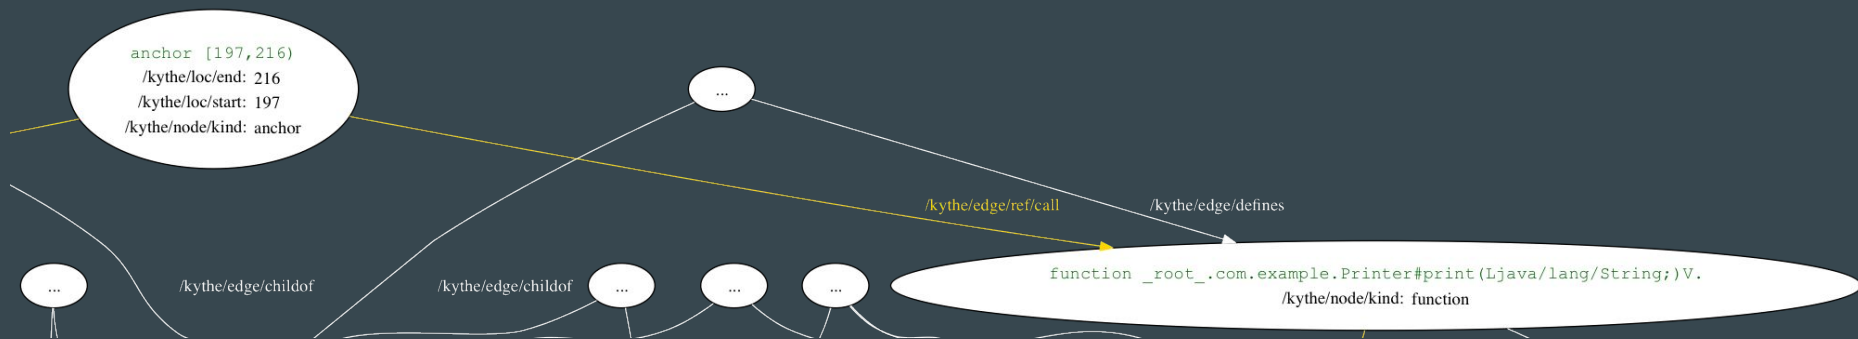 anchor [197,216)
/kythe/loc/end: 216
/kythe/loc/start: 197
/kythe/node/kind: anchor
...
/kythe/edge/ref/call
/kythe/edge/defines
...
/kythe/edge/childof
/kythe/edge/childof
...
...
...
function _root_.com.example.Printer#print(Ljava/lang/String;)V.
/kythe/node/kind: function